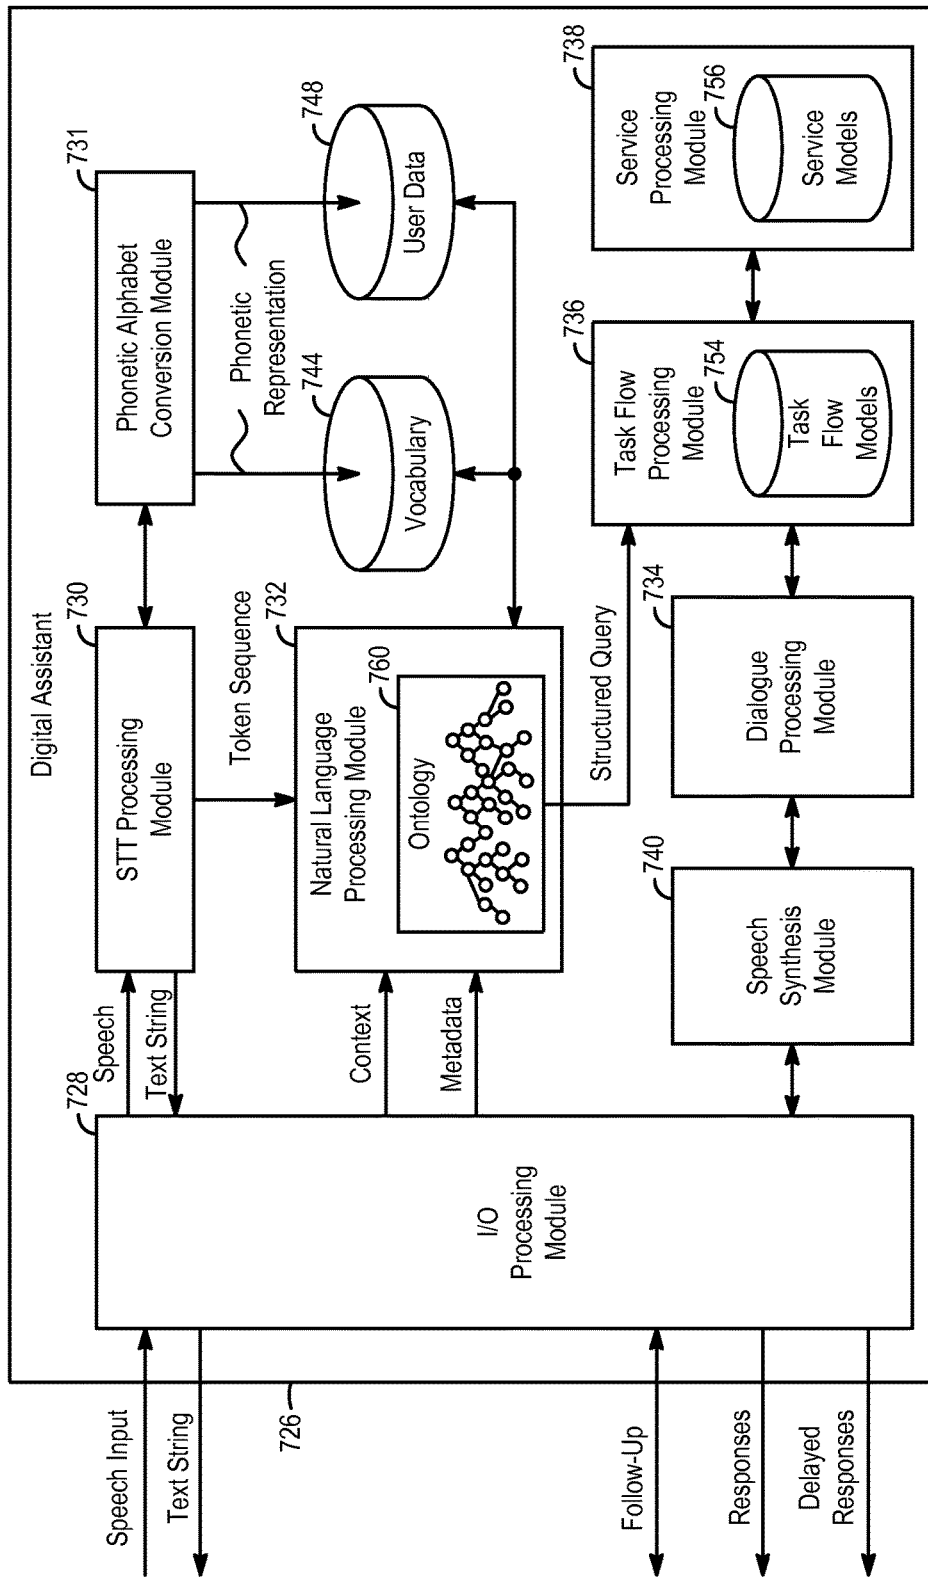 Digital Assistant
726
Speech Input
Text String
Follow-Up
Responses
Delayed
Responses
728
I/O
Processing
Module
Speech
Text String
Context
Metadata
730
STT Processing
Module
731
Phonetic Alphabet
Conversion Module
Token Sequence
732
Natural Language
Processing Module
760
Ontology
Phonetic
Representation
744
Vocabulary
748
User Data
Structured Query
740
Speech
Synthesis
Module
734
Dialogue
Processing
Module
736
Task Flow
Processing
Module
754
Task
Flow
Models
738
Service
Processing
Module
756
Service Models